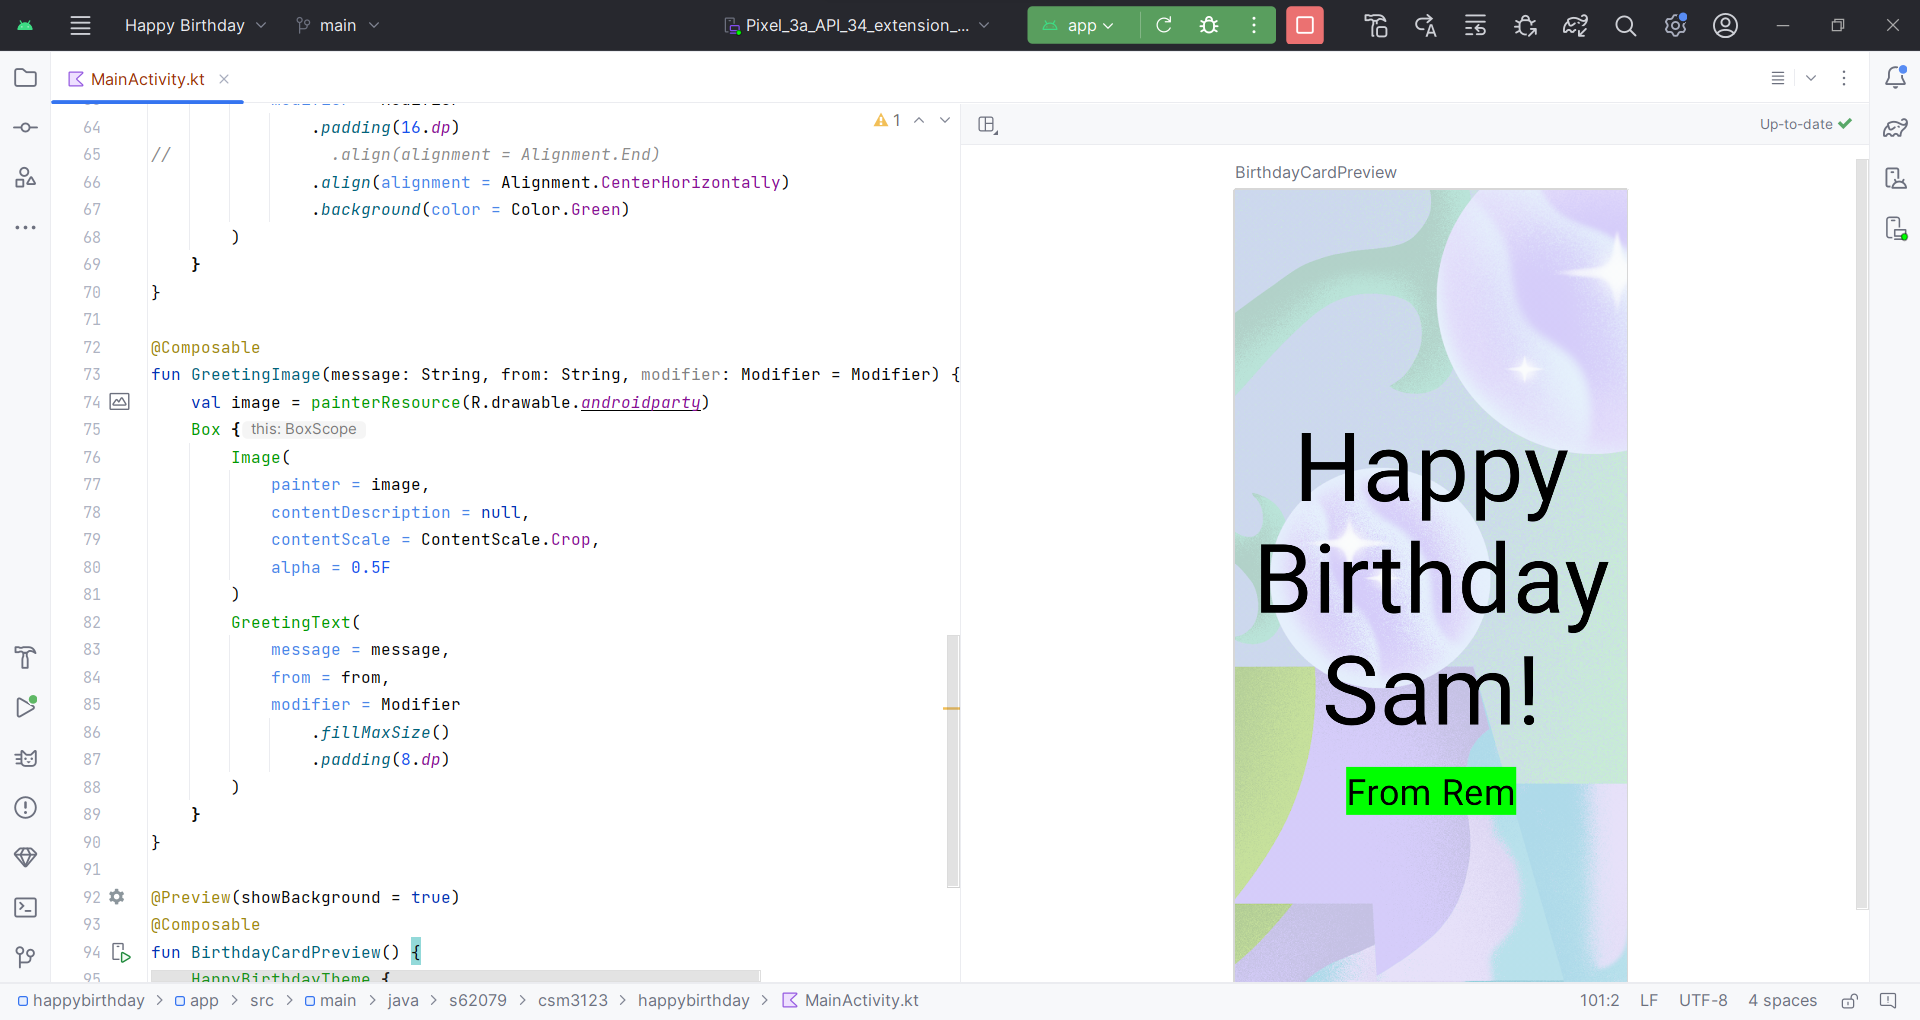 Happy Birthday main Pixel_3a_API_34_extension_... app
MainActivity.kt
64 .padding(16.dp)
65 // .align(alignment = Alignment.End)
66 .align(alignment = Alignment.CenterHorizontally)
67 .background(color = Color.Green)
68 )
69 }
70 }
71
72 @Composable
73 fun GreetingImage(message: String, from: String, modifier: Modifier = Modifier) {
74 val image = painterResource(R.drawable.androidparty)
75 Box { this: BoxScope
76 Image(
77 painter = image,
78 contentDescription = null,
79 contentScale = ContentScale.Crop,
80 alpha = 0.5F
81 )
82 GreetingText(
83 message = message,
84 from = from,
85 modifier = Modifier
86 .fillMaxSize()
87 .padding(8.dp)
88 )
89 }
90 }
91
92 @Preview(showBackground = true)
93 @Composable
94 fun BirthdayCardPreview() {
95 HappyBirthdayTheme {
1
Up-to-date
BirthdayCardPreview
Happy
Birthday
Sam!
From Rem
happybirthday > app > src > main > java > s62079 > csm3123 > happybirthday > MainActivity.kt
101:2 LF UTF-8 4 spaces